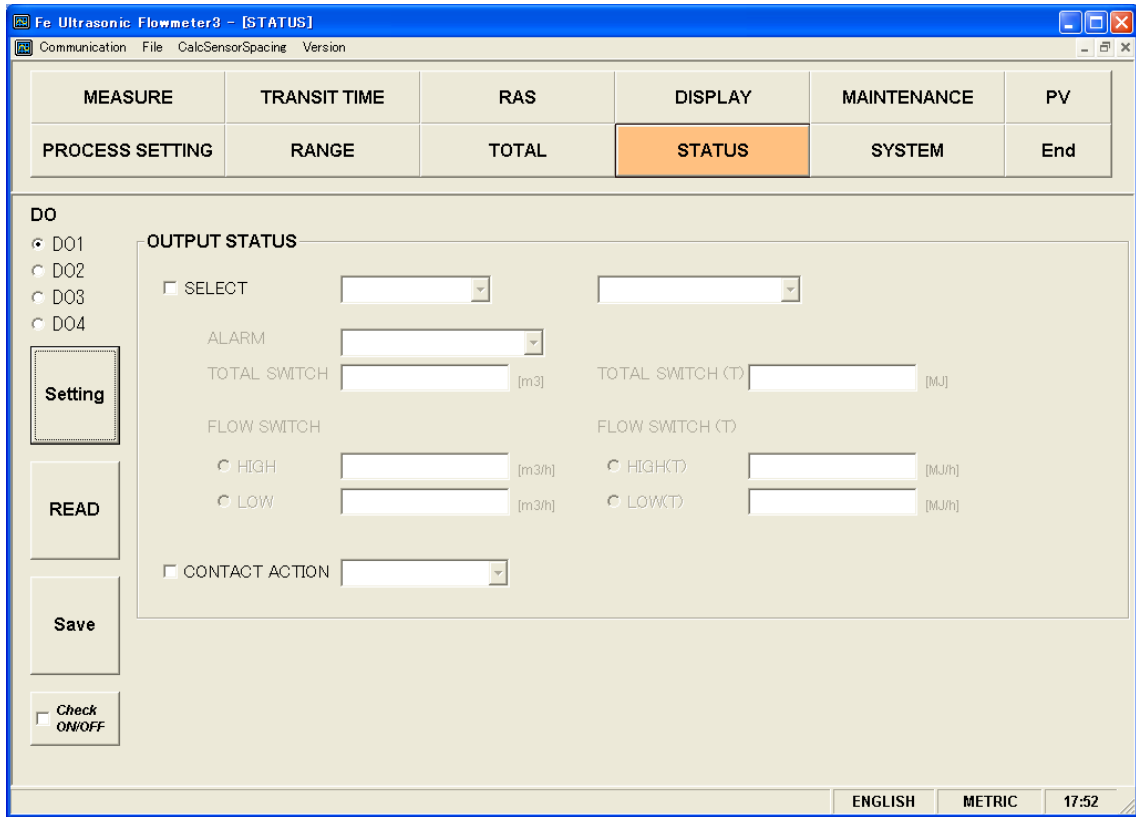 Fe Ultrasonic Flowmeter3 - [STATUS]
Communication File CalcSensorSpacing Version
MEASURE TRANSIT TIME RAS DISPLAY MAINTENANCE PV
PROCESS SETTING RANGE TOTAL STATUS SYSTEM End
DO
DO1
DO2
DO3
DO4
Setting
READ
Save
Check
ON/OFF
OUTPUT STATUS
SELECT
ALARM
TOTAL SWITCH [m3] TOTAL SWITCH (T) [MJ]
FLOW SWITCH FLOW SWITCH (T)
HIGH [m3/h] HIGH(T) [MJ/h]
LOW [m3/h] LOW(T) [MJ/h]
CONTACT ACTION
ENGLISH METRIC 17:52